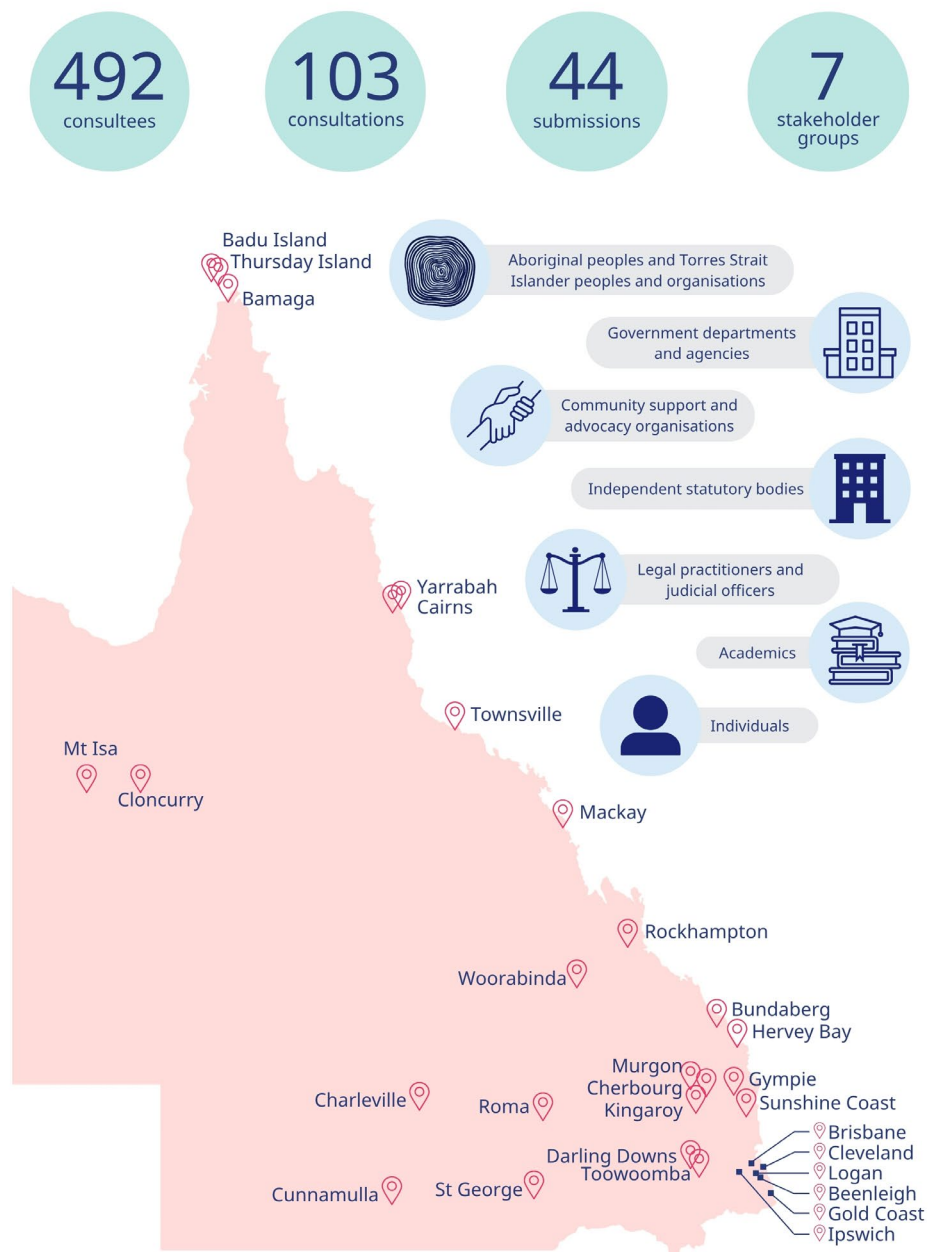 492
consultees
103
consultations
44
submissions
7
stakeholder
groups
Badu Island
Thursday Island
Bamaga
Aboriginal peoples and Torres Strait
Islander peoples and organisations
Government departments
and agencies
Community support and
advocacy organisations
Independent statutory bodies
Legal practitioners and
judicial officers
Academics
Individuals
Yarrabah
Cairns
Townsville
Mt Isa
Cloncurry
Mackay
Rockhampton
Woorabinda
Bundaberg
Hervey Bay
Murgon
Cherbourg
Kingaroy
Gympie
Sunshine Coast
Charleville
Roma
Darling Downs
Toowoomba
Cunnamulla
St George
Brisbane
Cleveland
Logan
Beenleigh
Gold Coast
Ipswich